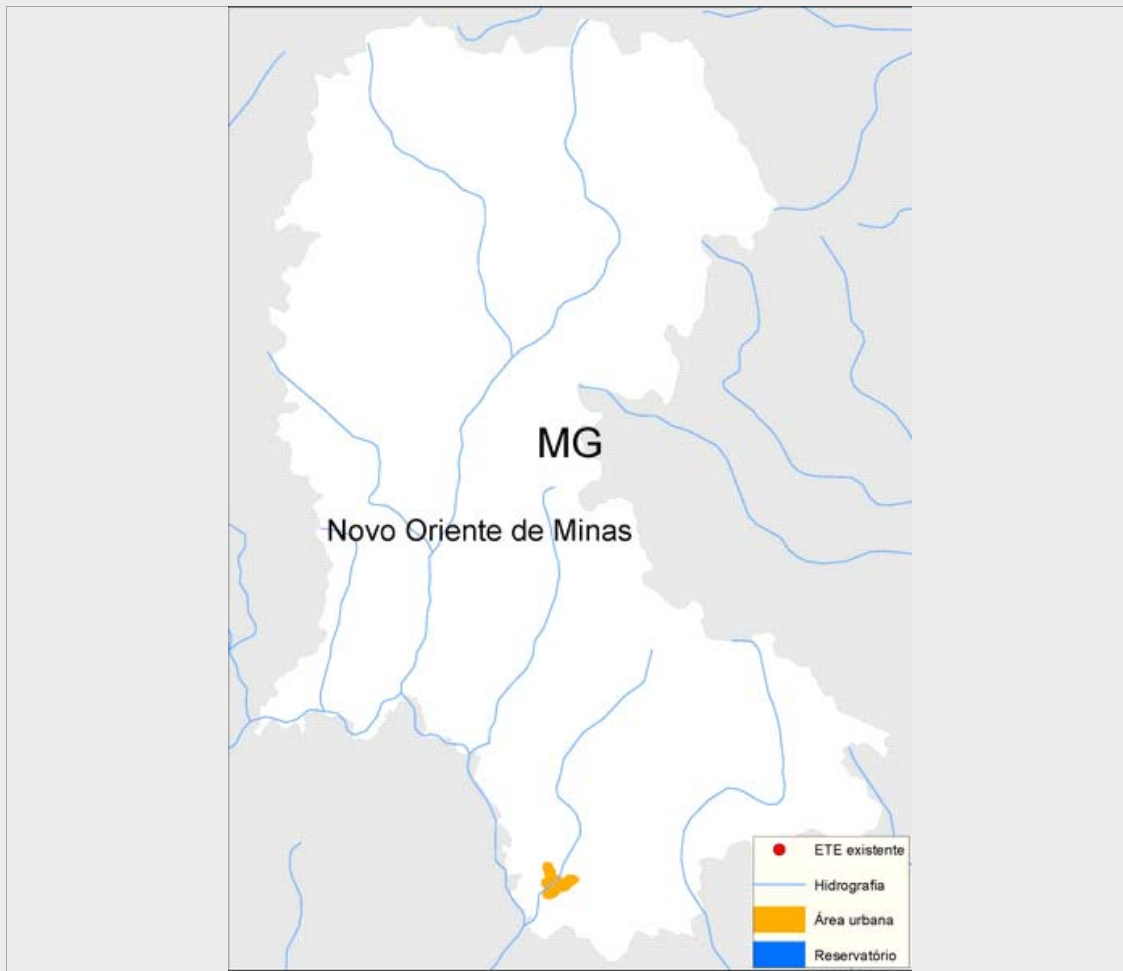 MG
Novo Oriente de Minas
ETE existente
Hidrografia
Área urbana
Reservatório